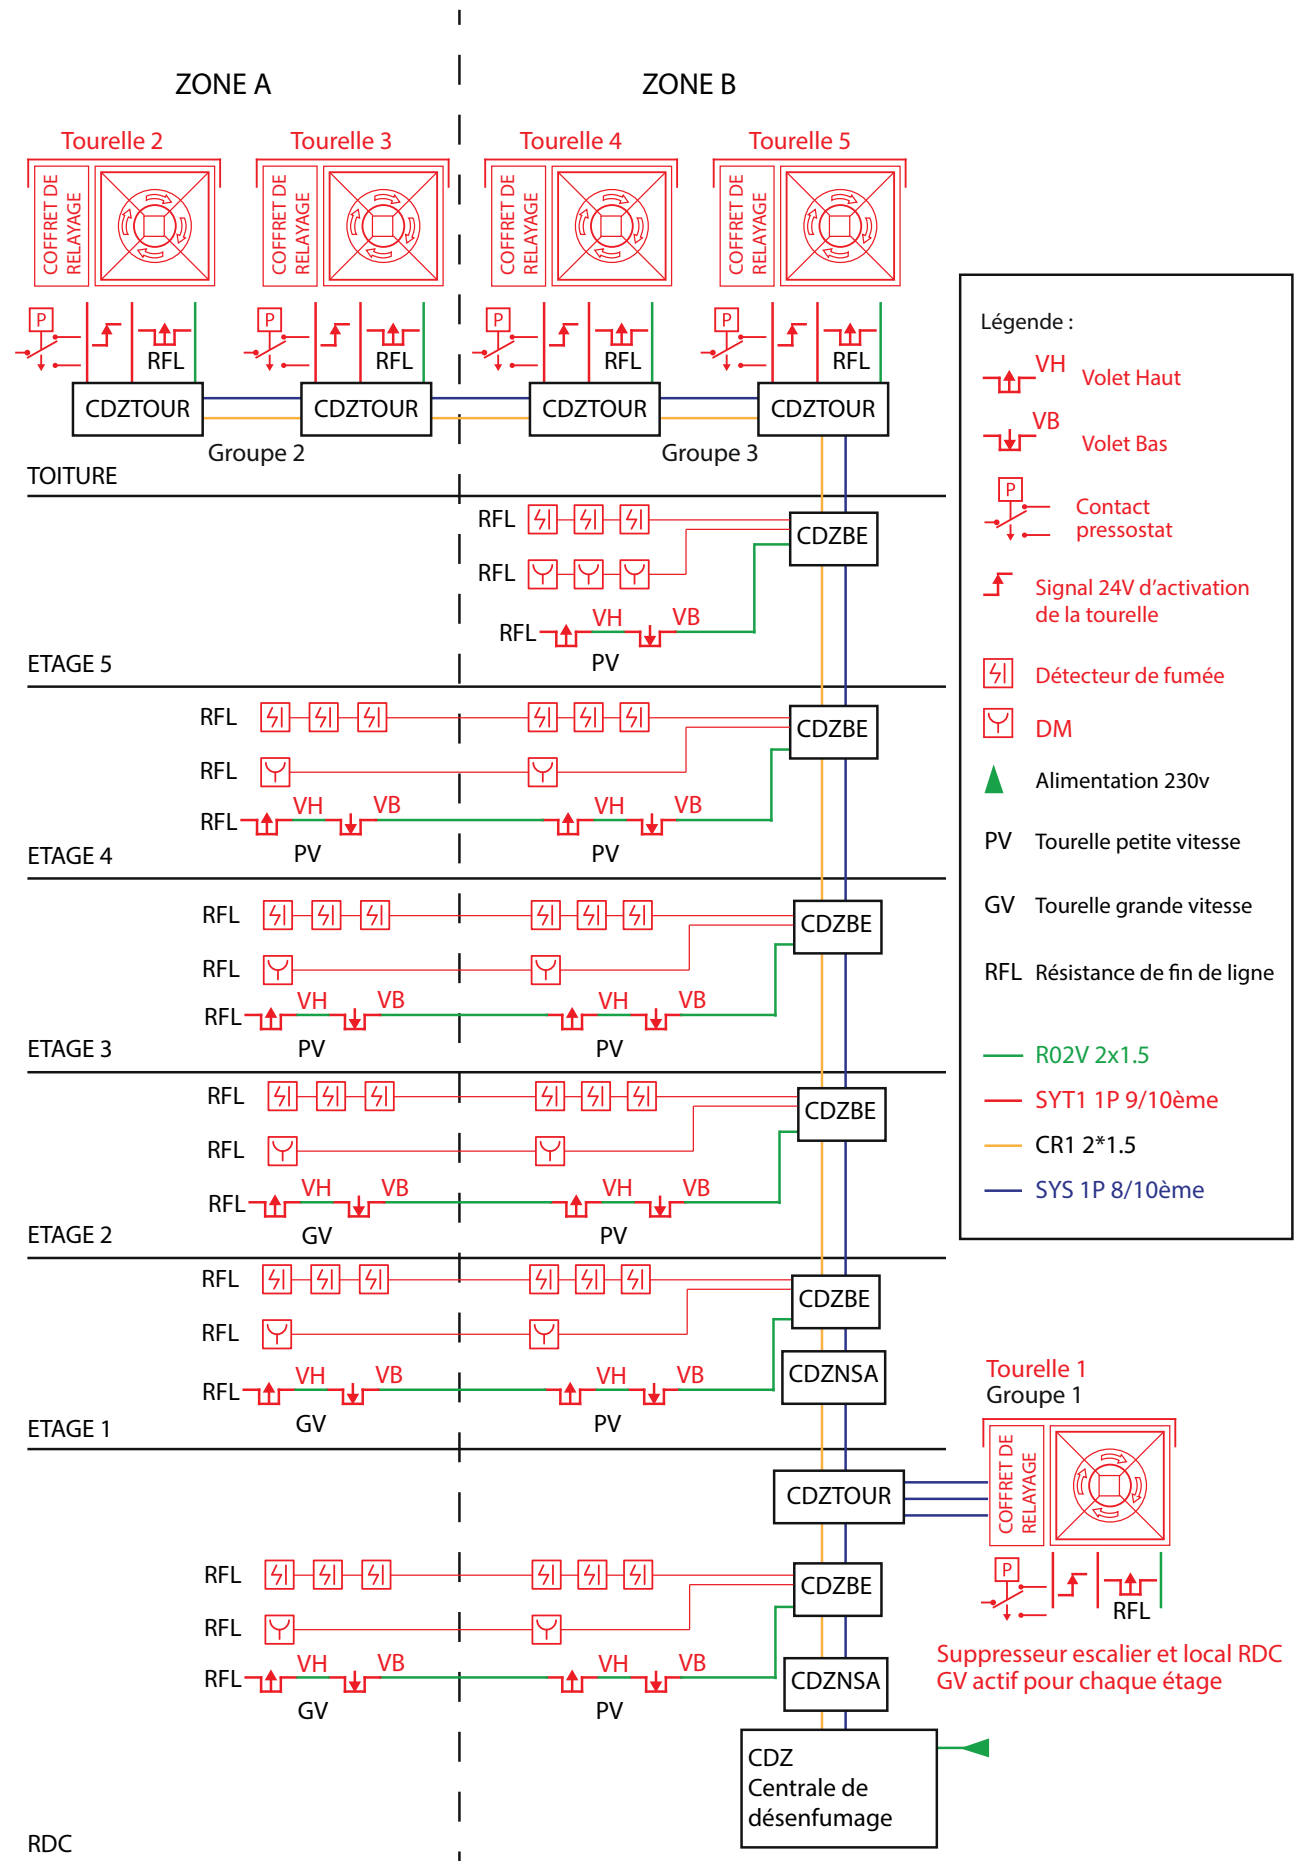 ZONE A
ZONE B
Tourelle 2
Tourelle 3
Tourelle 4
Tourelle 5
COFFRET DE
RELAYAGE
COFFRET DE
RELAYAGE
COFFRET DE
RELAYAGE
COFFRET DE
RELAYAGE
P
RFL
P
RFL
P
RFL
P
RFL
CDZTOUR
CDZTOUR
CDZTOUR
CDZTOUR
Groupe 2
Groupe 3
TOITURE
RFL
CDZBE
RFL
VH
VB
RFL
PV
ETAGE 5
RFL
CDZBE
RFL
VH
VB
VH
VB
RFL
PV
PV
ETAGE 4
RFL
CDZBE
RFL
VH
VB
VH
VB
RFL
PV
PV
ETAGE 3
RFL
CDZBE
RFL
VH
VB
VH
VB
RFL
GV
PV
ETAGE 2
RFL
CDZBE
RFL
CDZNSA
VH
VB
VH
VB
RFL
GV
PV
ETAGE 1
CDZTOUR
Tourelle 1
Groupe 1
COFFRET DE
RELAYAGE
P
RFL
Suppresseur escalier et local RDC
GV actif pour chaque étage
RFL
CDZBE
RFL
VH
VB
VH
VB
RFL
CDZNSA
GV
PV
CDZ
Centrale de
désenfumage
RDC
Légende :
VH
Volet Haut
VB
Volet Bas
P
Contact
pressostat
Signal 24V d'activation
de la tourelle
Détecteur de fumée
DM
Alimentation 230v
PV Tourelle petite vitesse
GV Tourelle grande vitesse
RFL Résistance de fin de ligne
R02V 2x1.5
SYT1 1P 9/10ème
CR1 2*1.5
SYS 1P 8/10ème